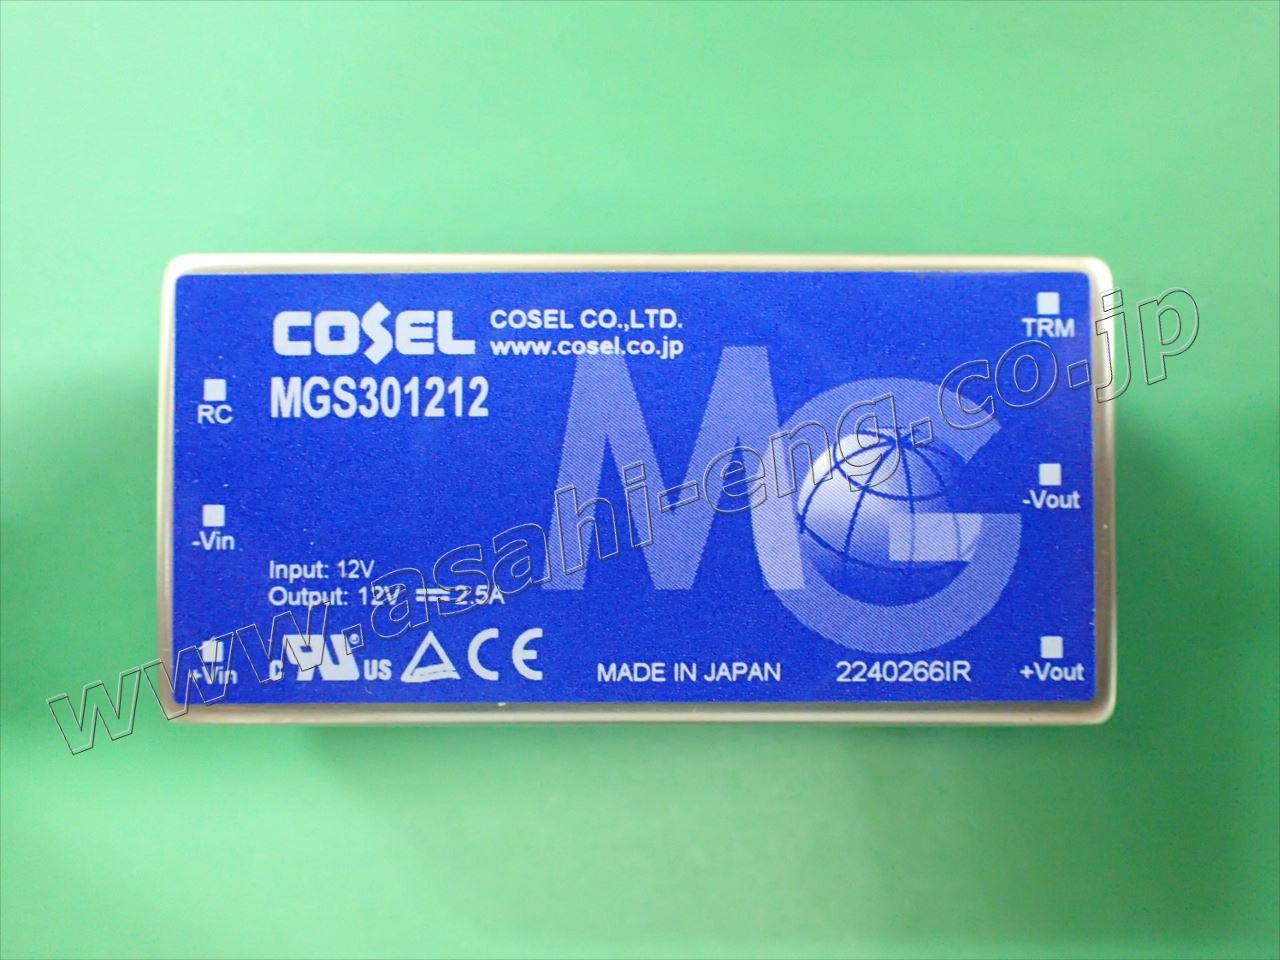 COSEL COSEL CO.,LTD.
www.cosel.co.jp
MGS301212
TRM
RC
-Vout
-Vin
MG
Input: 12V
Output: 12V ⎓ 2.5A
+Vin
C UR US CE
MADE IN JAPAN 2240266IR
+Vout
www.asahi-eng.co.jp